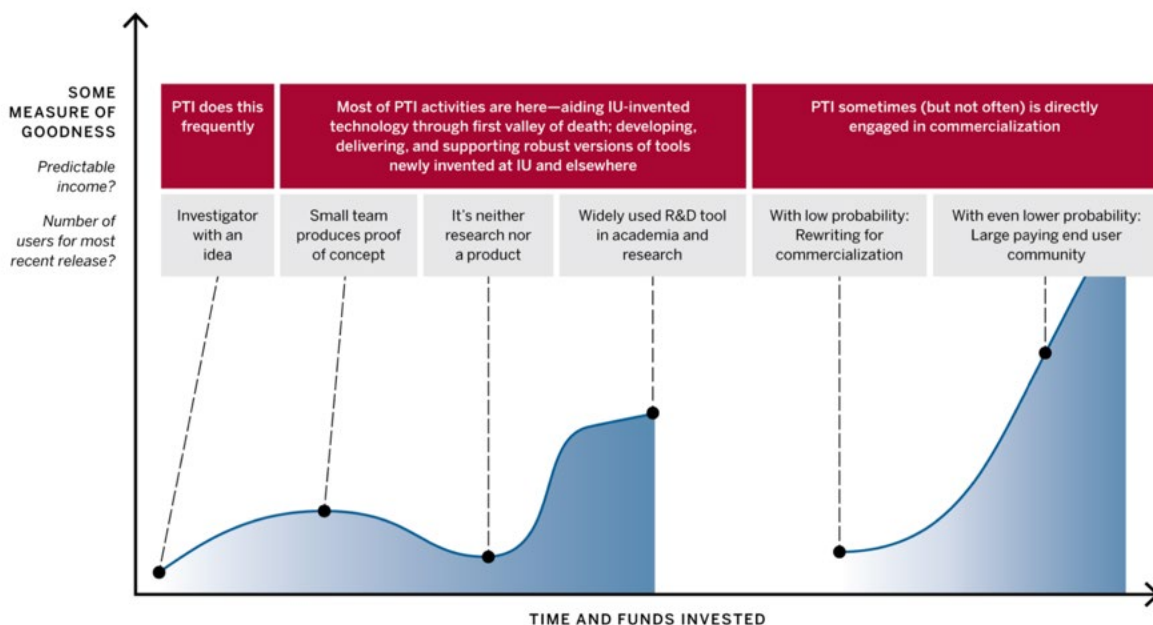 SOME
MEASURE OF
GOODNESS
Predictable
income?
Number of
users for most
recent release?
PTI does this
frequently
Most of PTI activities are here—aiding IU-invented
technology through first valley of death; developing,
delivering, and supporting robust versions of tools
newly invented at IU and elsewhere
PTI sometimes (but not often) is directly
engaged in commercialization
Investigator
with an
idea
Small team
produces proof
of concept
It's neither
research nor
a product
Widely used R&D tool
in academia and
research
With low probability:
Rewriting for
commercialization
With even lower probability:
Large paying end user
community
TIME AND FUNDS INVESTED